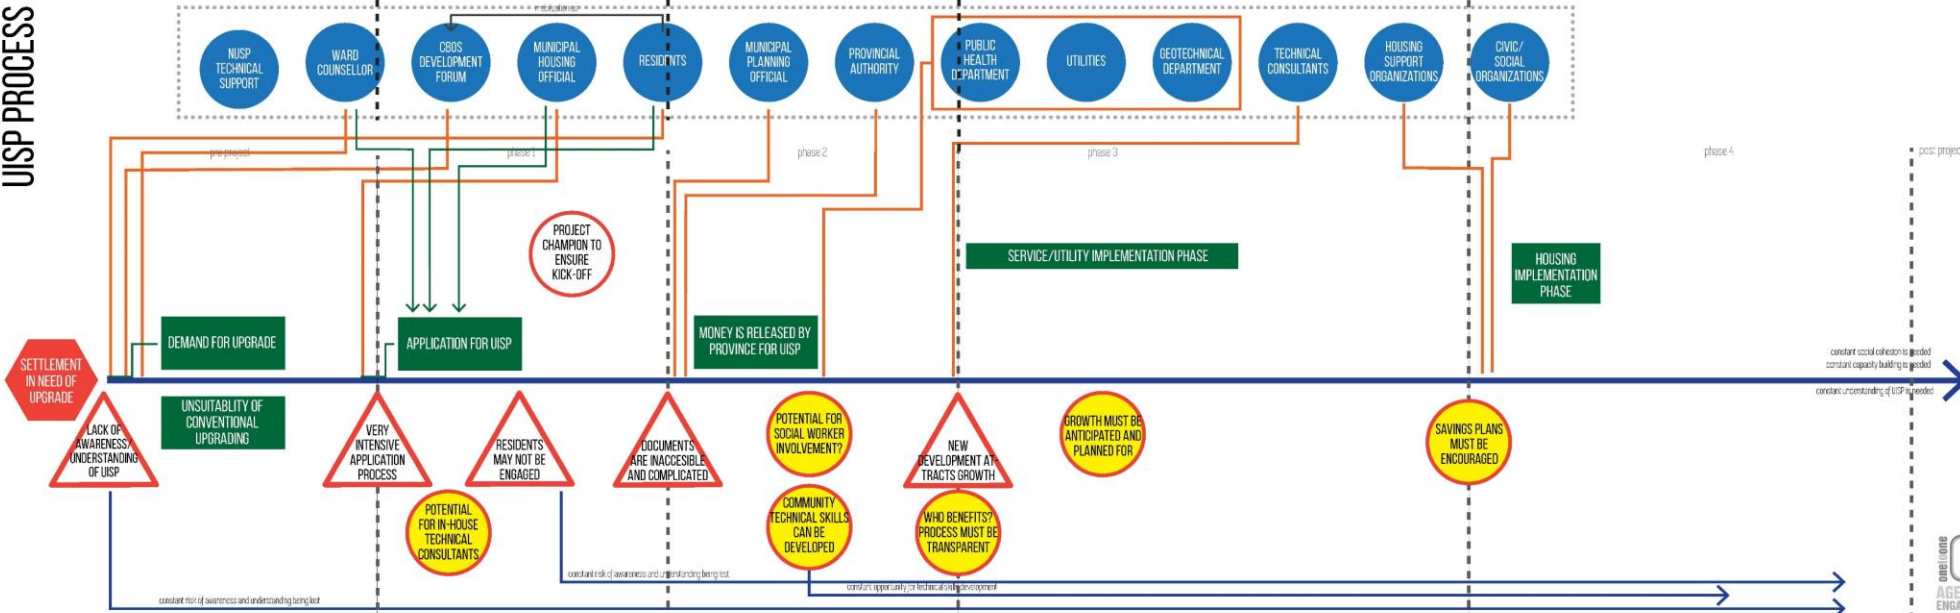 UISP PROCESS
NUSP
TECHNICAL
SUPPORT
WARD
COUNSELLOR
CBOS
DEVELOPMENT
FORUM
MUNICIPAL
HOUSING
OFFICIAL
RESIDENTS
MUNICIPAL
PLANNING
OFFICIAL
PROVINCIAL
AUTHORITY
PUBLIC
HEALTH
DEPARTMENT
UTILITIES
GEOTECHNICAL
DEPARTMENT
TECHNICAL
CONSULTANTS
HOUSING
SUPPORT
ORGANIZATIONS
CIVIC/
SOCIAL
ORGANIZATIONS
pre project
phase 1
phase 2
phase 3
phase 4
post project
PROJECT
CHAMPION TO
ENSURE
KICK-OFF
SERVICE/UTILITY IMPLEMENTATION PHASE
HOUSING
IMPLEMENTATION
PHASE
DEMAND FOR UPGRADE
APPLICATION FOR UISP
MONEY IS RELEASED BY
PROVINCE FOR UISP
SETTLEMENT
IN NEED OF
UPGRADE
constant social cohesion is needed
constant capacity building is needed
constant understanding of UISP is needed
UNSUITABLITY OF
CONVENTIONAL
UPGRADING
LACK OF
AWARENESS/
UNDERSTANDING
OF UISP
VERY
INTENSIVE
APPLICATION
PROCESS
RESIDENTS
MAY NOT BE
ENGAGED
DOCUMENTS
ARE INACCESIBLE
AND COMPLICATED
POTENTIAL FOR
SOCIAL WORKER
INVOLVEMENT?
NEW
DEVELOPMENT AT-
TRACTS GROWTH
GROWTH MUST BE
ANTICIPATED AND
PLANNED FOR
SAVINGS PLANS
MUST BE
ENCOURAGED
POTENTIAL
FOR IN-HOUSE
TECHNICAL
CONSULTANTS
COMMUNITY
TECHNICAL SKILLS
CAN BE
DEVELOPED
WHO BENEFITS?
PROCESS MUST BE
TRANSPARENT
constant risk of awareness and understanding being lost
constant opportunity for technical skills development
constant risk of awareness and understanding being lost
onetoone